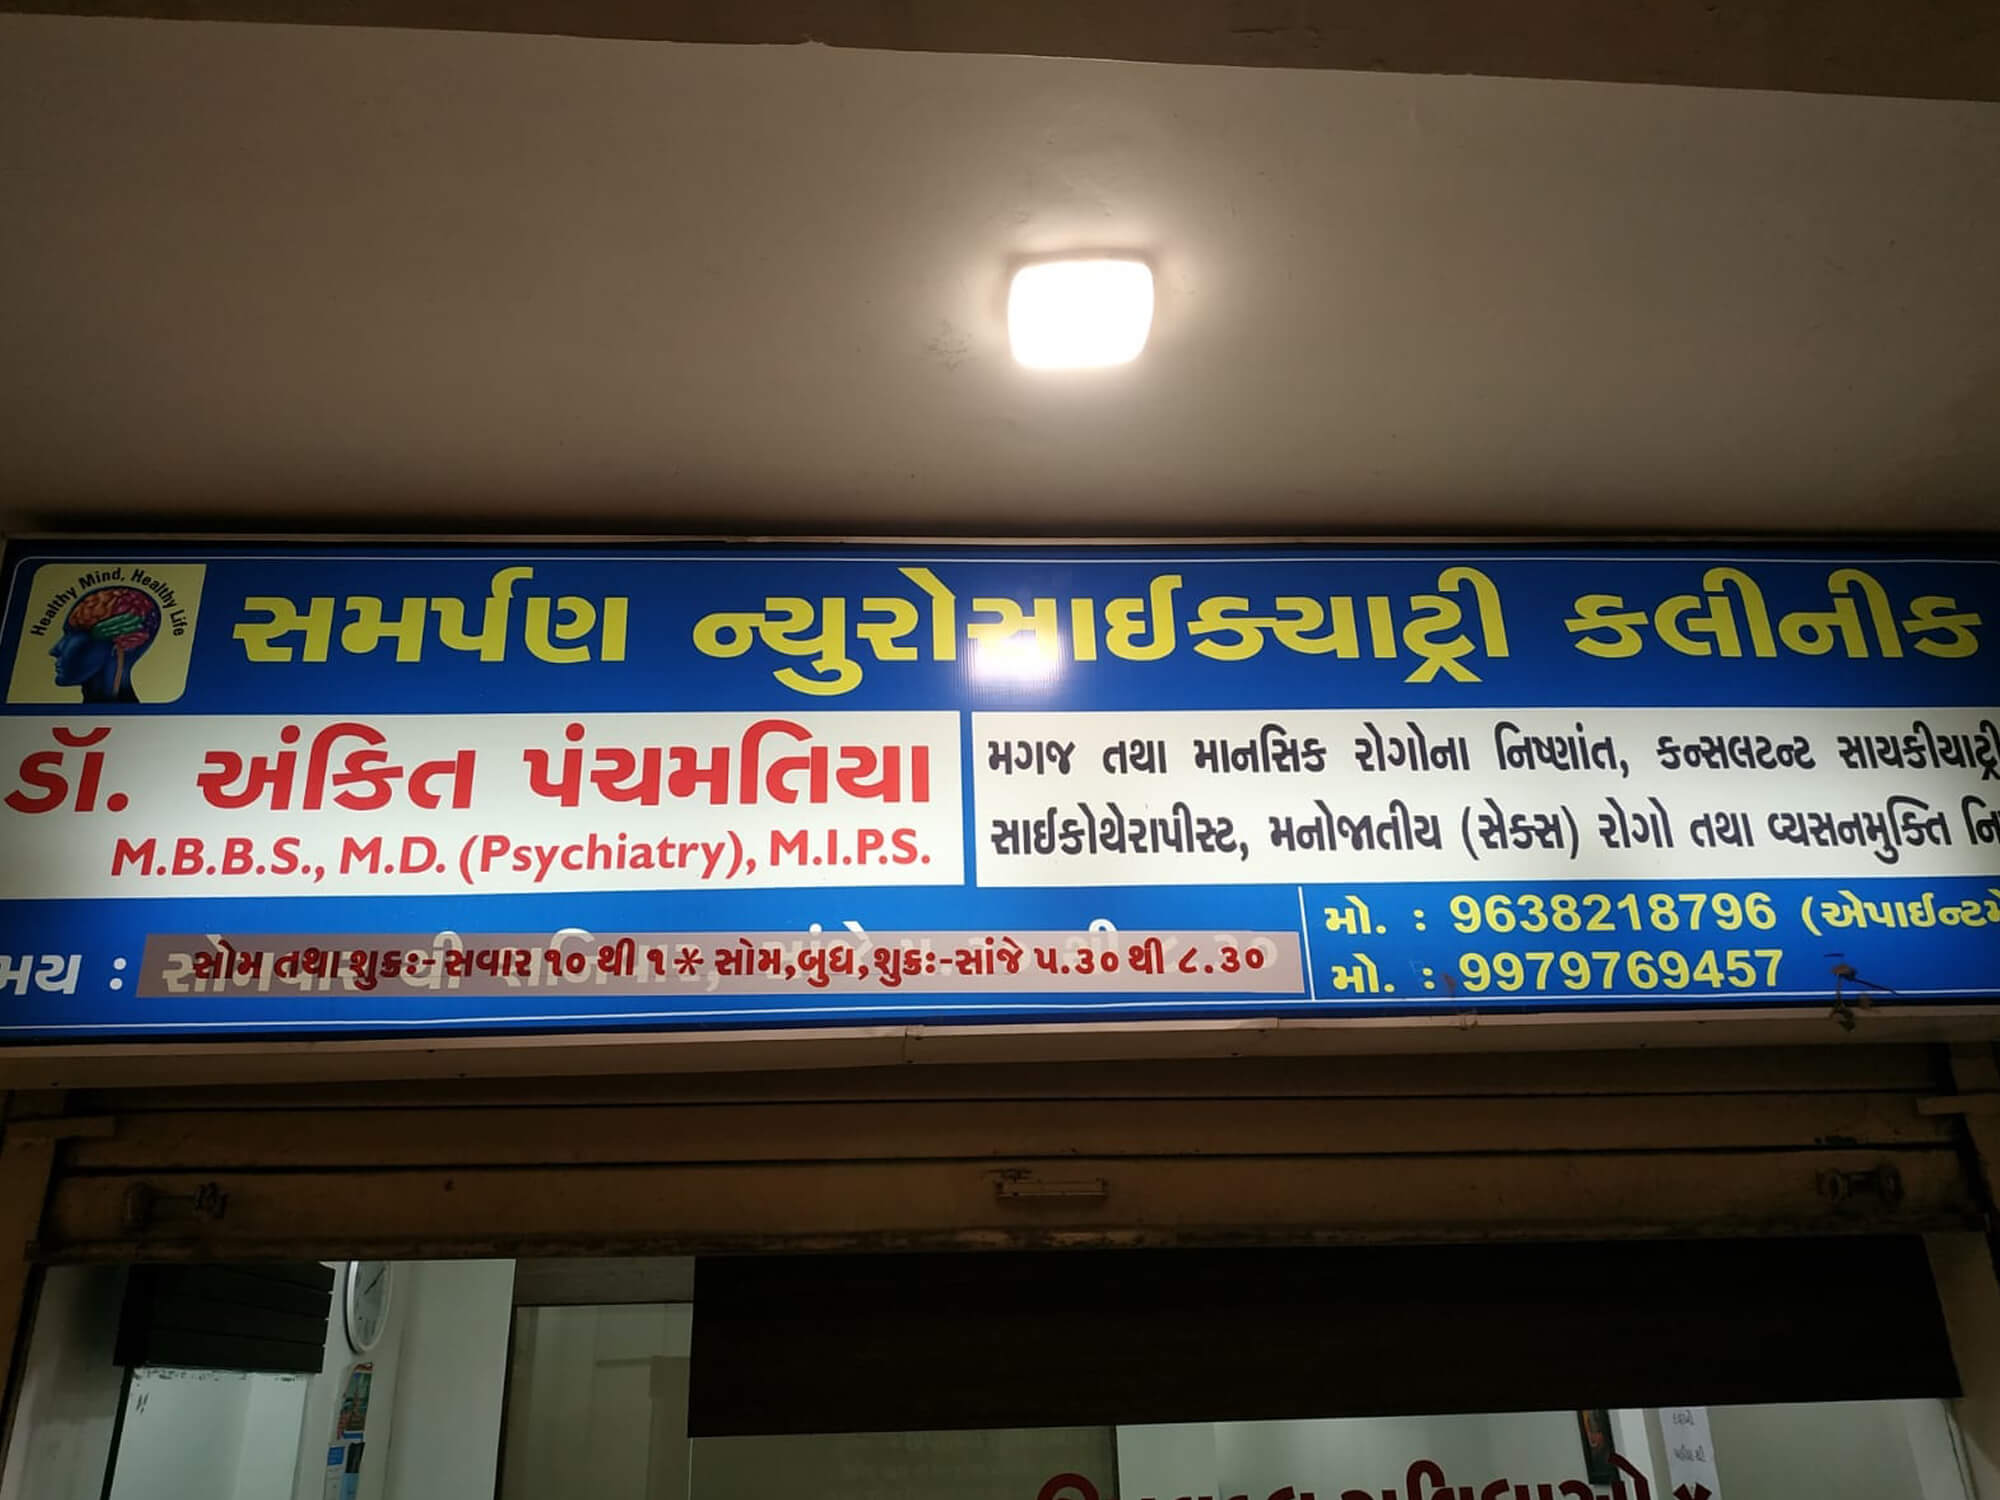 Healthy Mind, Healthy Life
સમર્પણ ન્યુરોસાઈક્યાટ્રી કલીનીક
ડૉ. અંકિત પંચમતિયા
M.B.B.S., M.D. (Psychiatry), M.I.P.S.
મગજ તથા માનસિક રોગોના નિષ્ણાંત, કન્સલટન્ટ સાયકીયાટ્રી
સાઈકોથેરાપીસ્ટ, મનોજાતીય (સેક્સ) રોગો તથા વ્યસનમુક્તિ નિ
મય : સોમ તથા શુક્રઃ- સવાર ૧૦ થી ૧ * સોમ,બુધ,શુક્રઃ-સાંજે ૫.૩૦ થી ૮.૩૦
મો. : 9638218796 (એપાઈન્ટમે
મો. : 9979769457